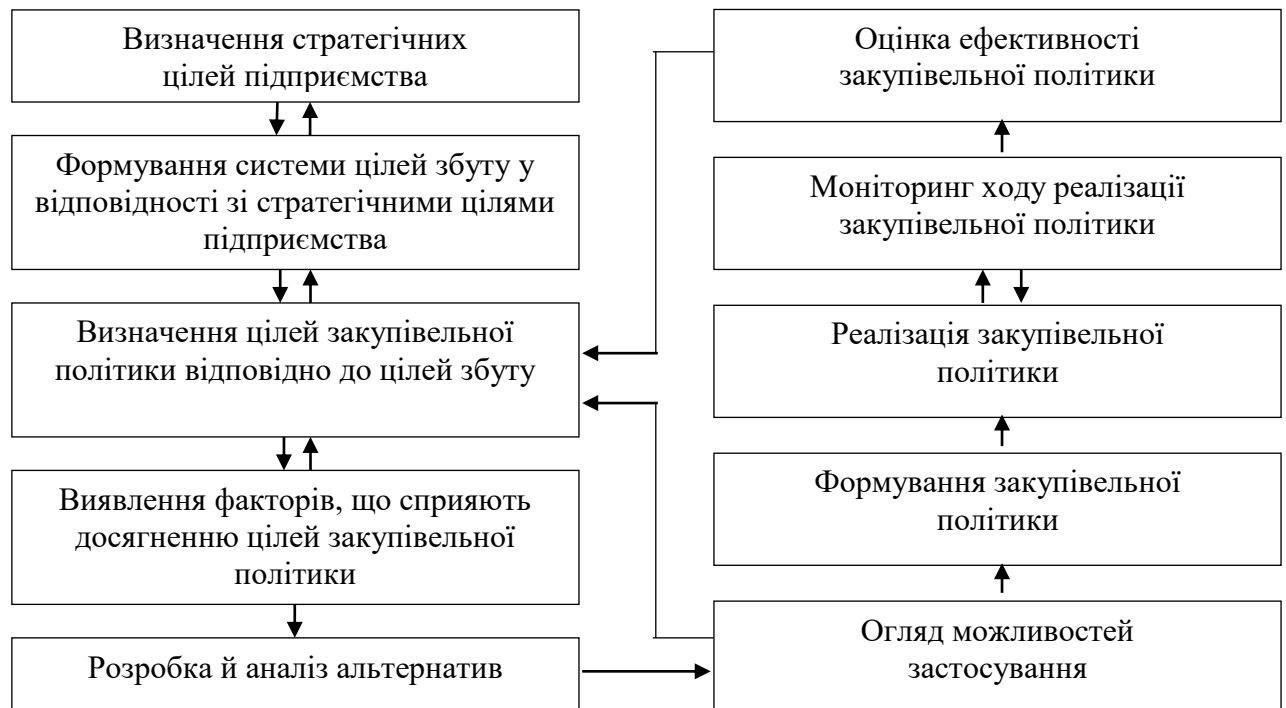 Визначення стратегічних
цілей підприємства
Формування системи цілей збуту у
відповідності зі стратегічними цілями
підприємства
Визначення цілей закупівельної
політики відповідно до цілей збуту
Виявлення факторів, що сприяють
досягненню цілей закупівельної
політики
Розробка й аналіз альтернатив
Оцінка ефективності
закупівельної політики
Моніторинг ходу реалізації
закупівельної політики
Реалізація закупівельної
політики
Формування закупівельної
політики
Огляд можливостей
застосування